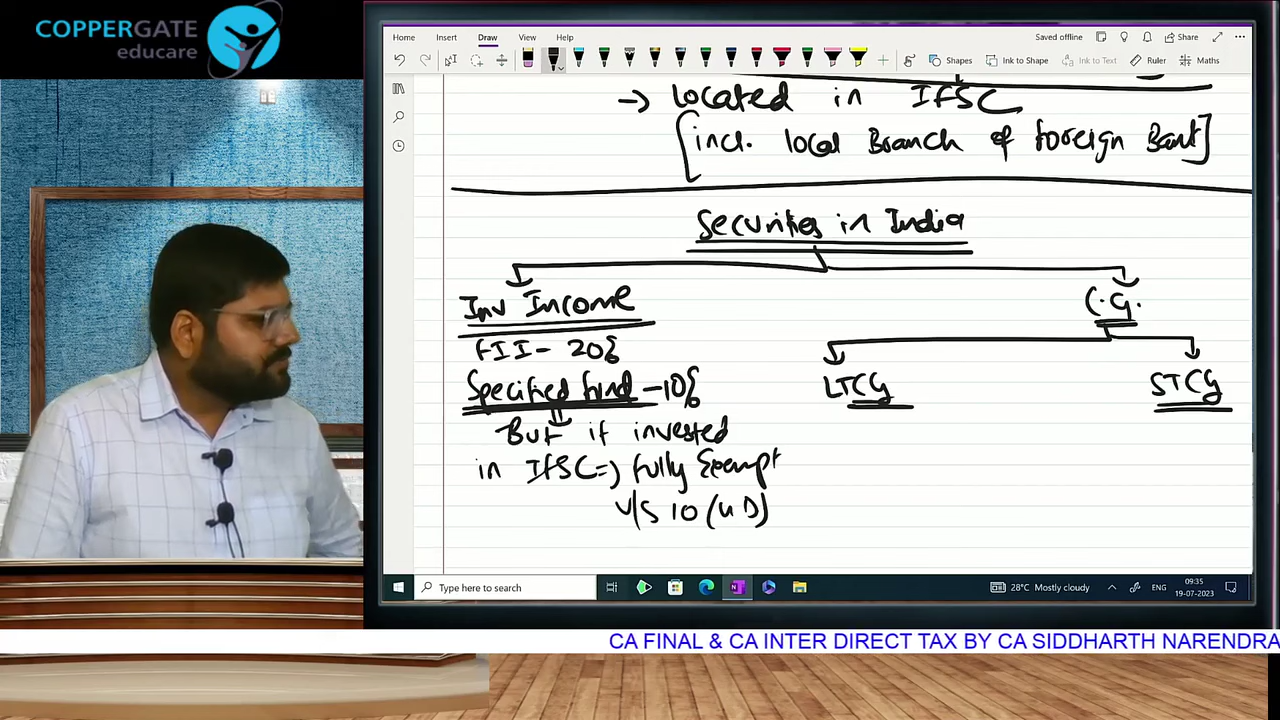 COPPERGATE
educare
Home Insert Draw View Help
Saved offline
Share
Shapes
Ink to Shape
Ink to Text
Ruler
Maths
→ located in IFSC
[incl. local Branch of foreign Bank]
Securities in India
Inv Income
C.G.
FII - 20%
LTCG
STCG
Specified fund - 10%
But if invested
in IFSC => fully Exempt
U/S 10 (4D)
Type here to search
28°C Mostly cloudy
ENG
09:35
19-07-2023
CA FINAL & CA INTER DIRECT TAX BY CA SIDDHARTH NARENDRA